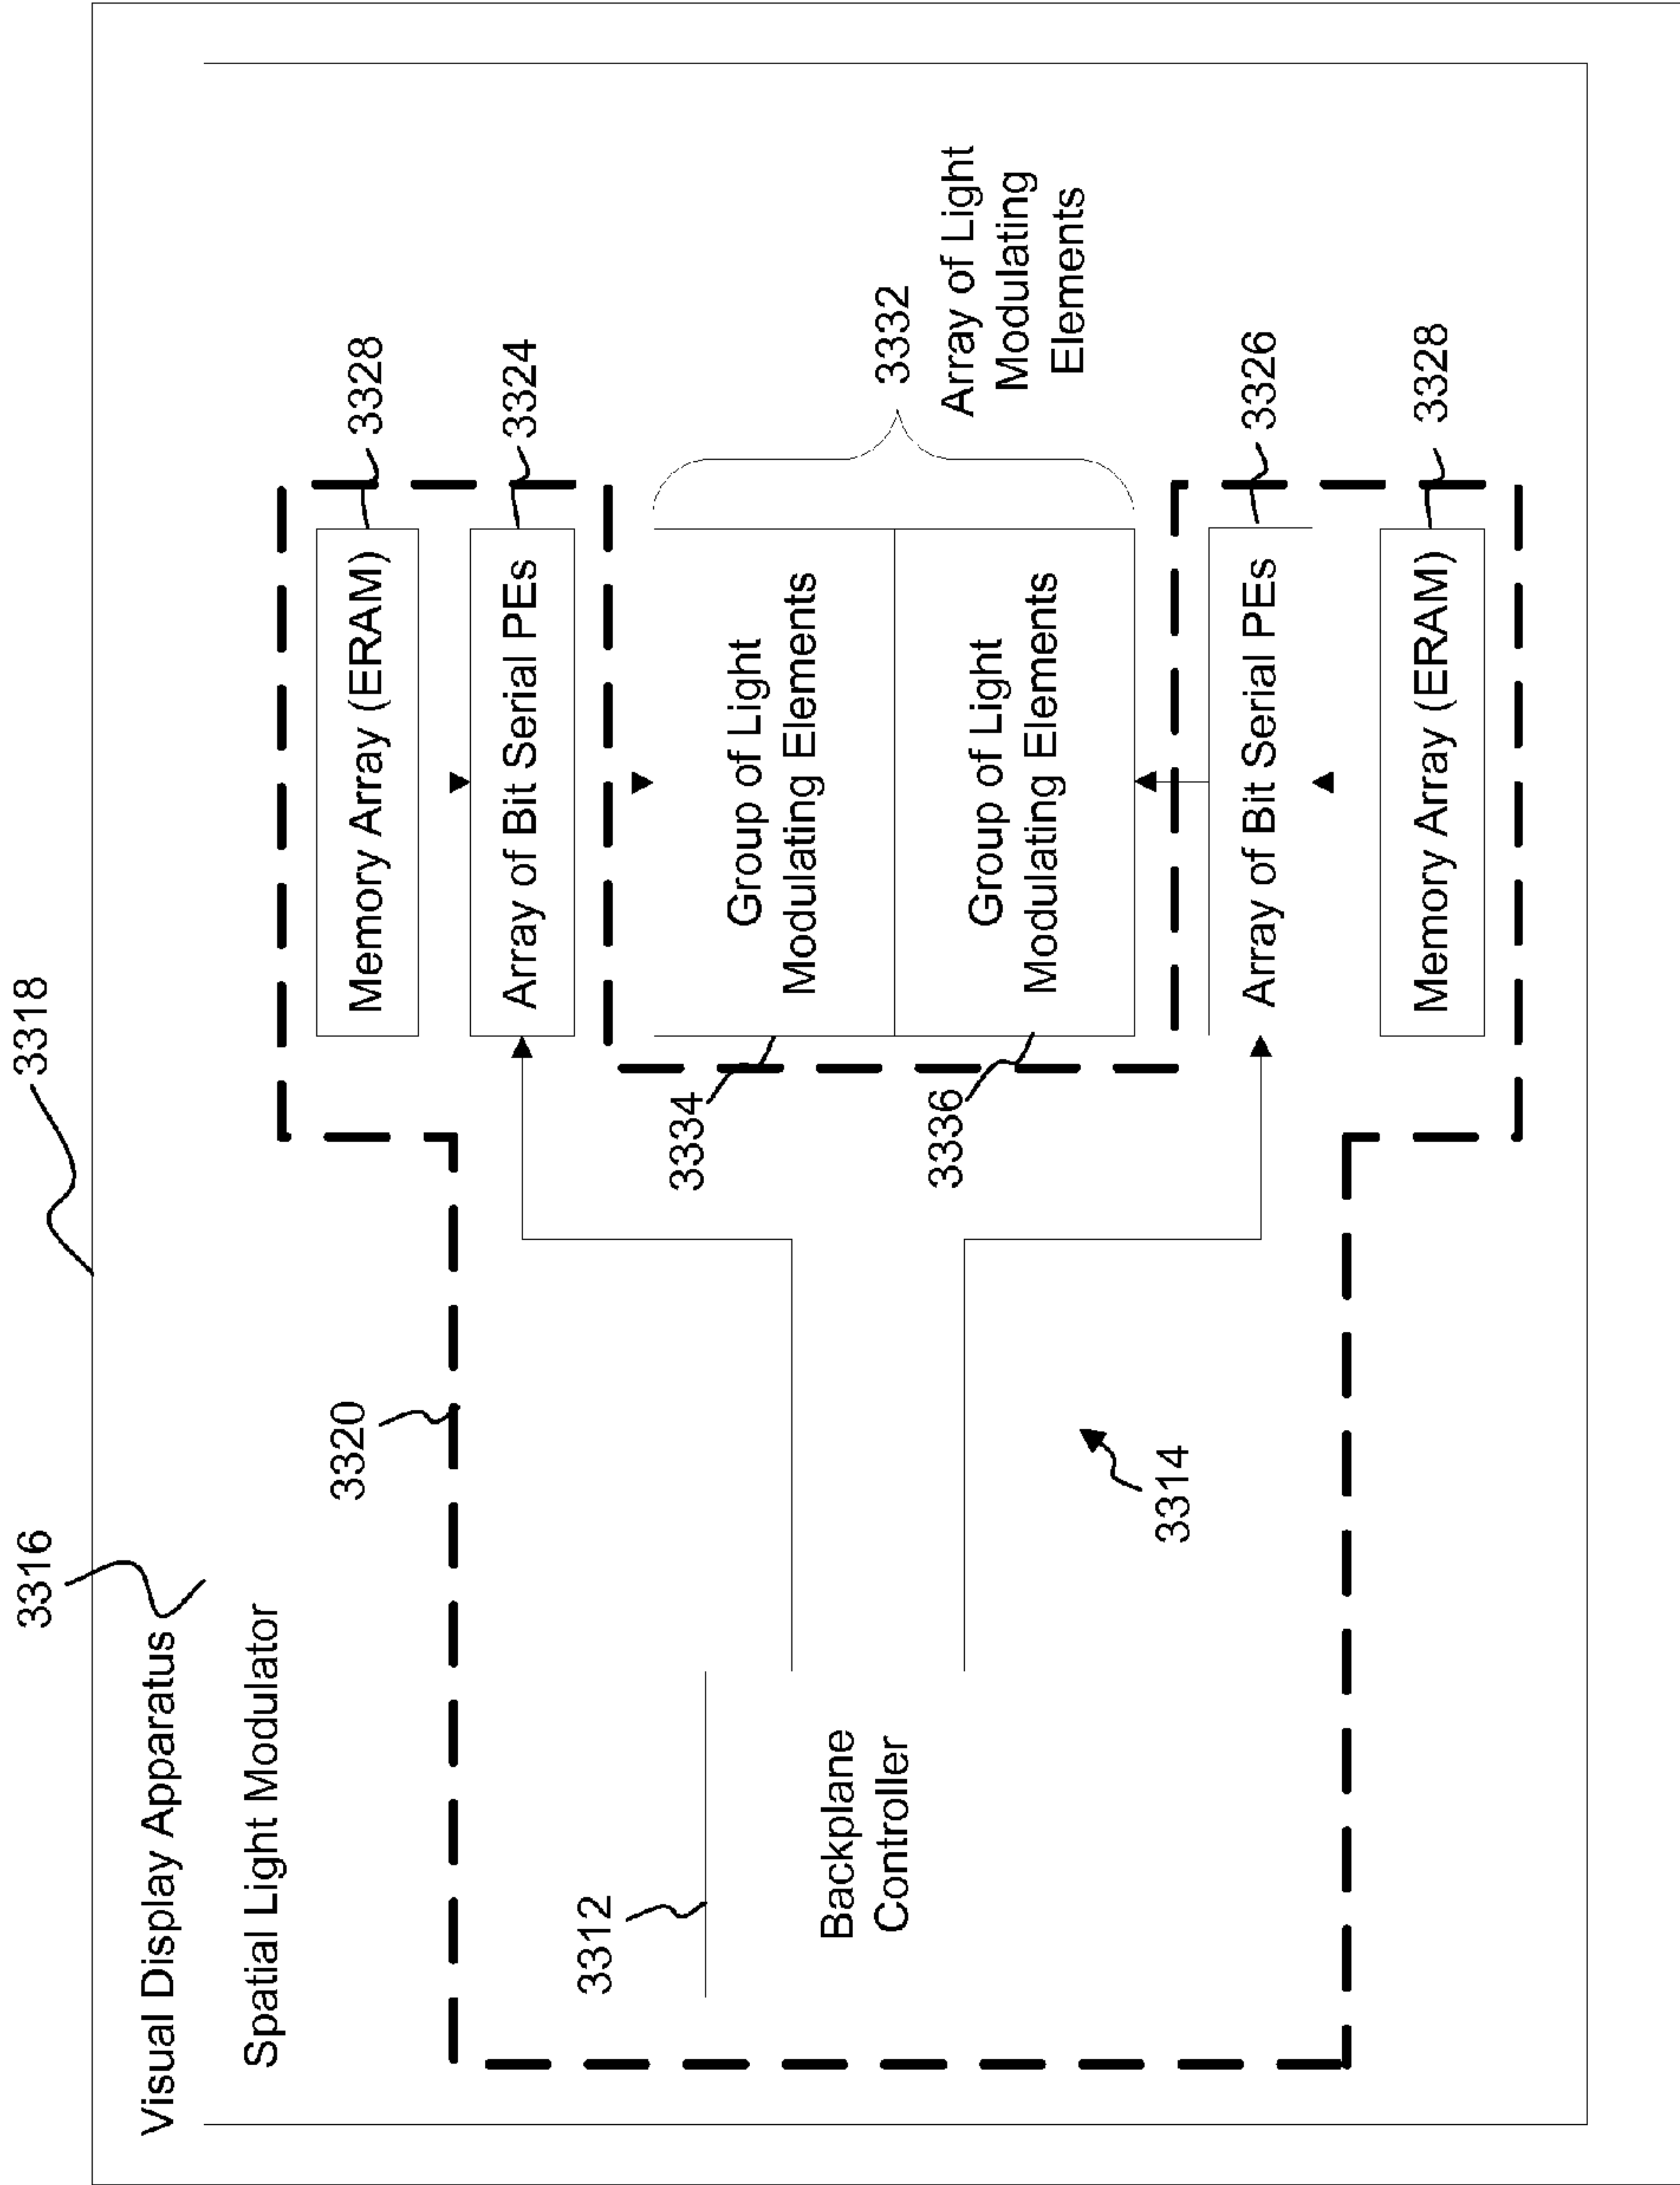 3318
3316
Visual Display Apparatus
Spatial Light Modulator
3320
3312
Backplane
Controller
3314
Memory Array (ERAM)
3328
Array of Bit Serial PEs
3324
3334
Group of Light
Modulating Elements
3336
Group of Light
Modulating Elements
3332
Array of Light
Modulating
Elements
Array of Bit Serial PEs
3326
Memory Array (ERAM)
3328